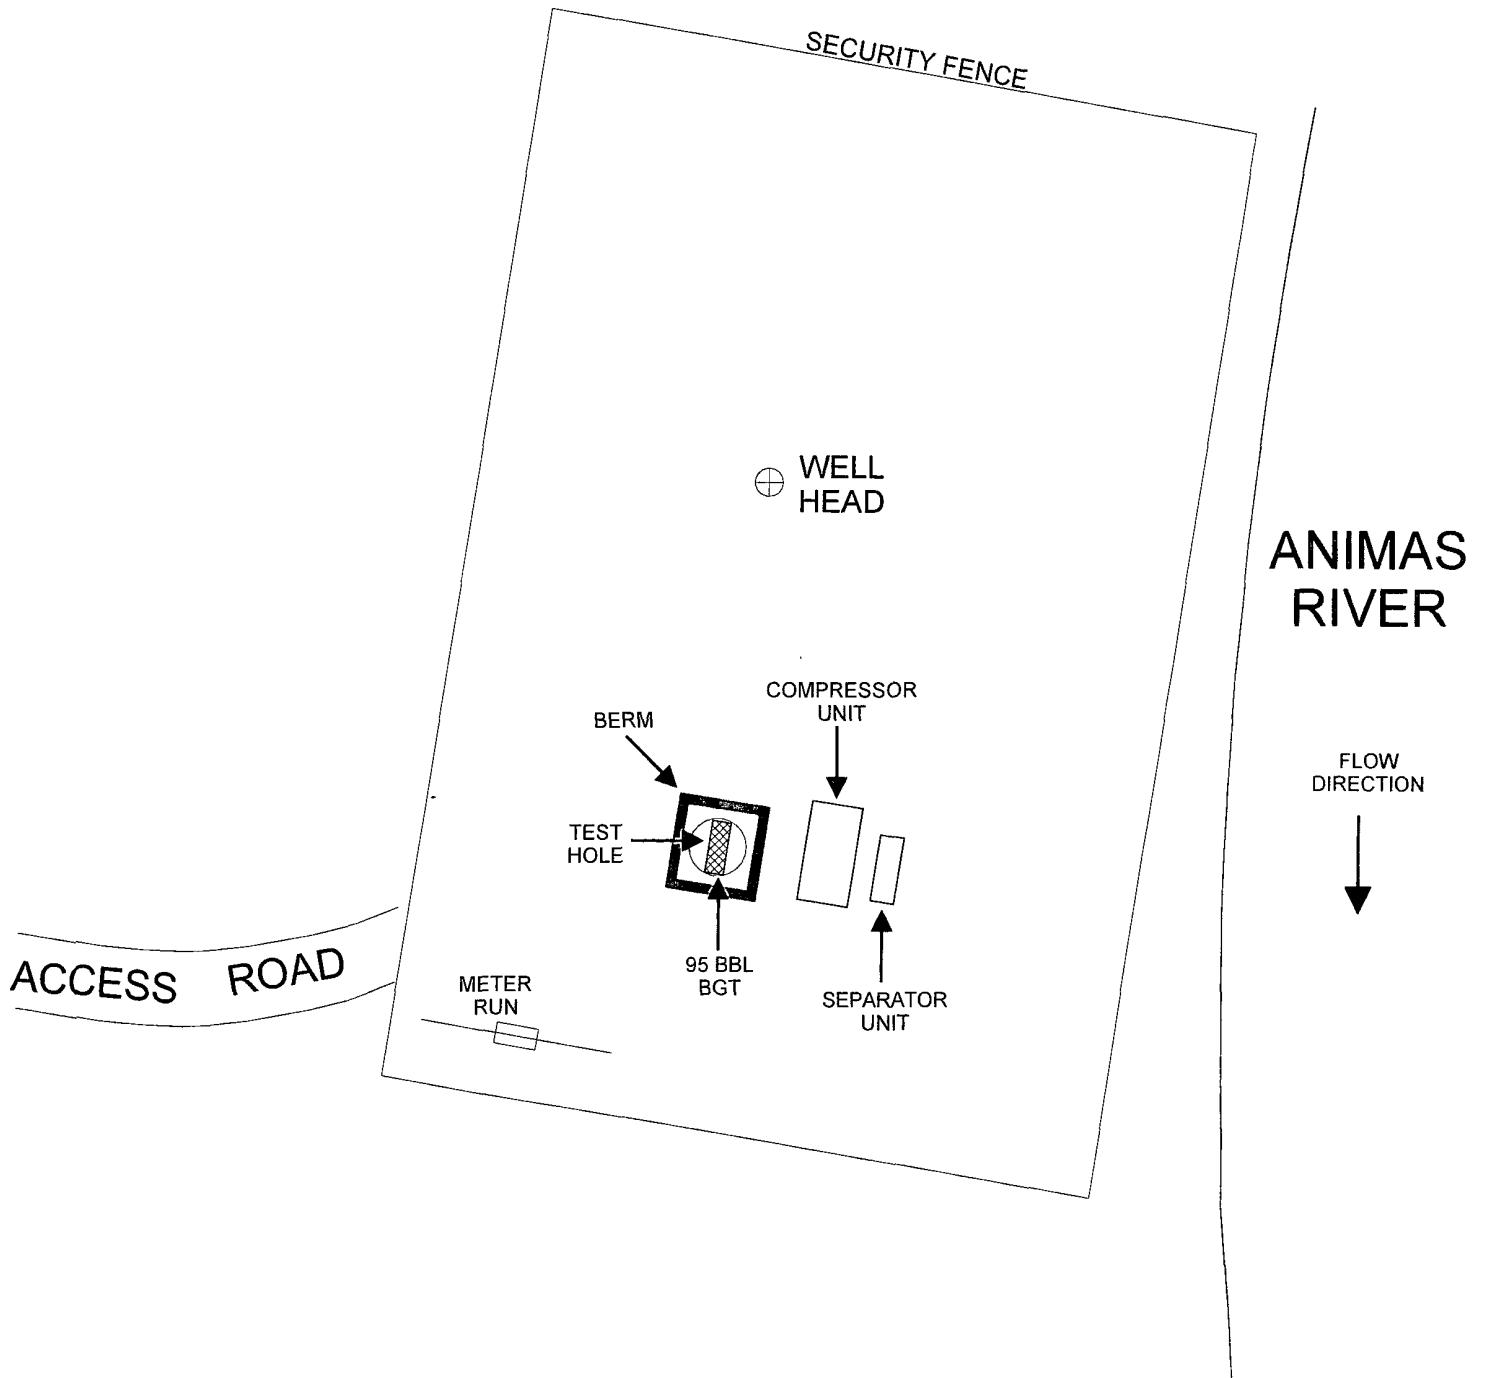 SECURITY FENCE
WELL
HEAD
ANIMAS
RIVER
COMPRESSOR
UNIT
BERM
FLOW
DIRECTION
TEST
HOLE
ACCESS ROAD
95 BBL
BGT
METER
RUN
SEPARATOR
UNIT